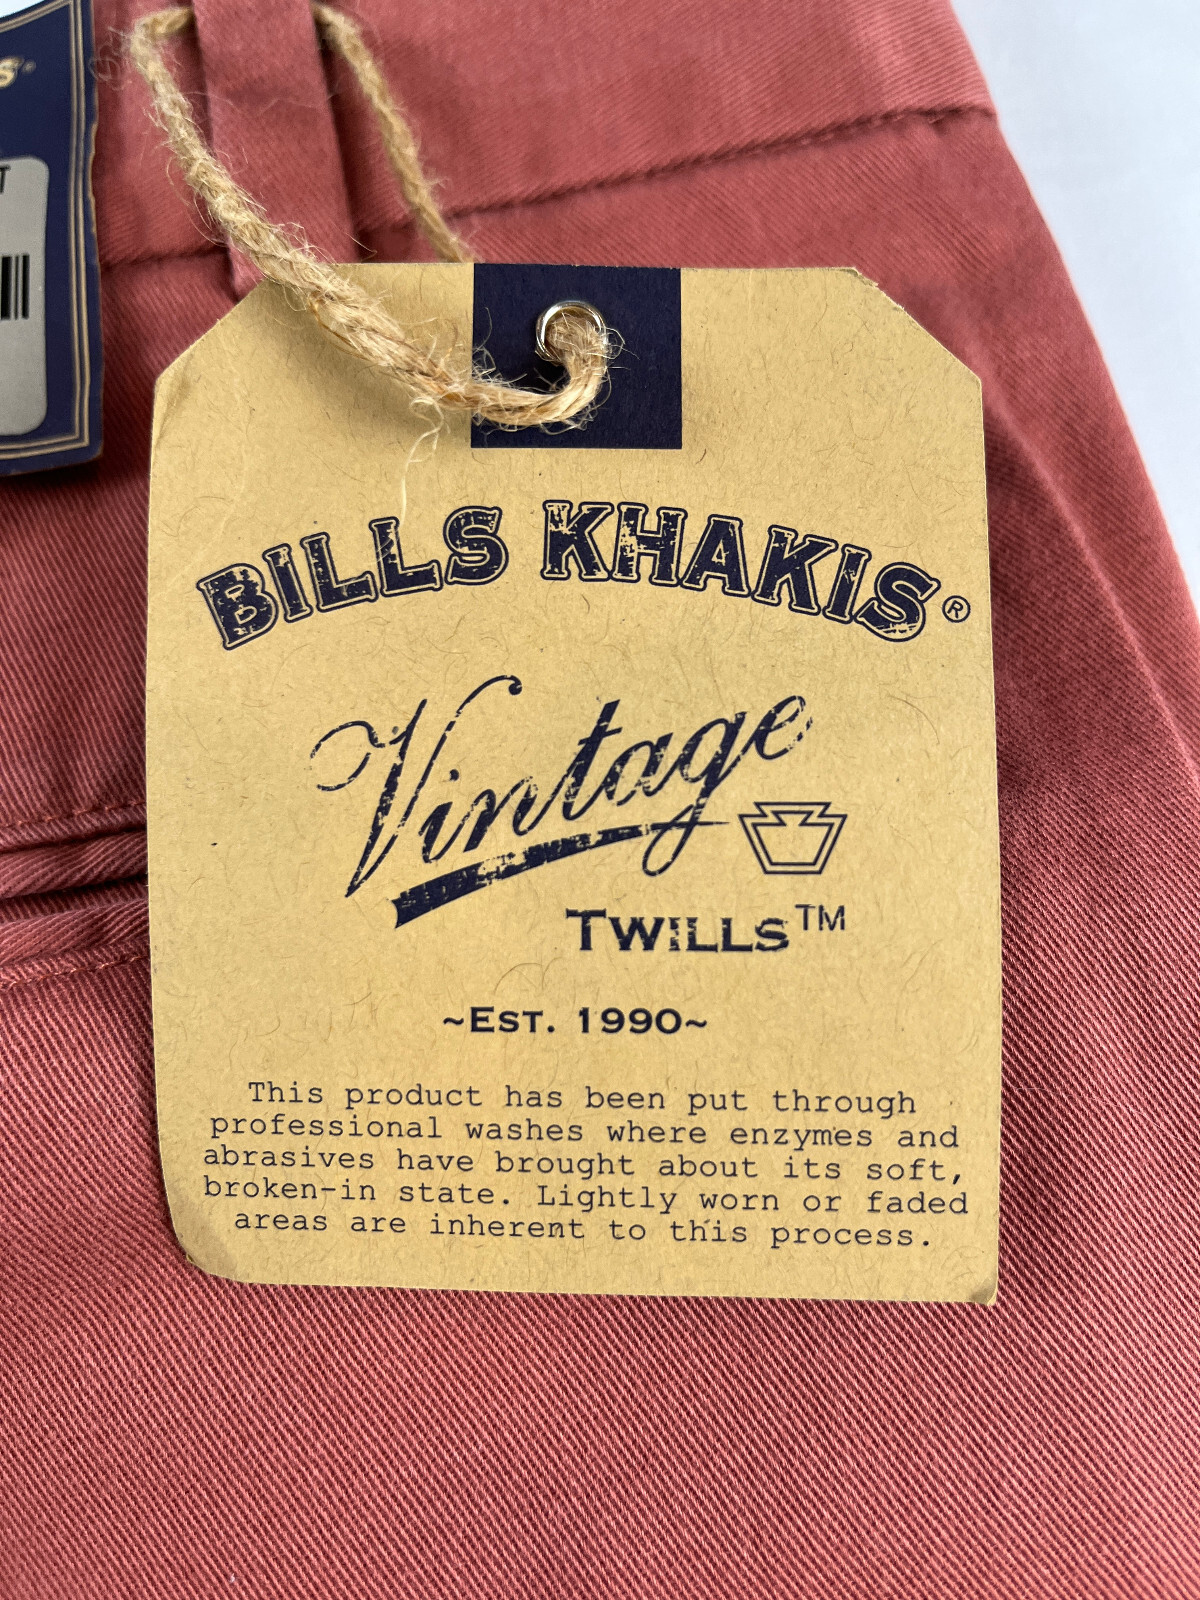 BILLS KHAKIS®
Vintage
TWILLS™
~EST. 1990~
This product has been put through
professional washes where enzymes and
abrasives have brought about its soft,
broken-in state. Lightly worn or faded
areas are inherent to this process.